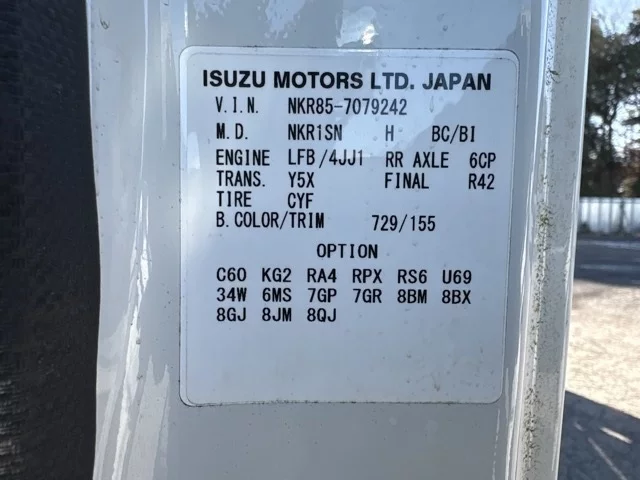 ISUZU MOTORS LTD. JAPAN
V.I.N. NKR85-7079242
M.D. NKR1SN H BC/BI
ENGINE LFB/4JJ1 RR AXLE 6CP
TRANS. Y5X FINAL R42
TIRE CYF
B.COLOR/TRIM 729/155
OPTION
C60 KG2 RA4 RPX RS6 U69
34W 6MS 7GP 7GR 8BM 8BX
8GJ 8JM 8QJ